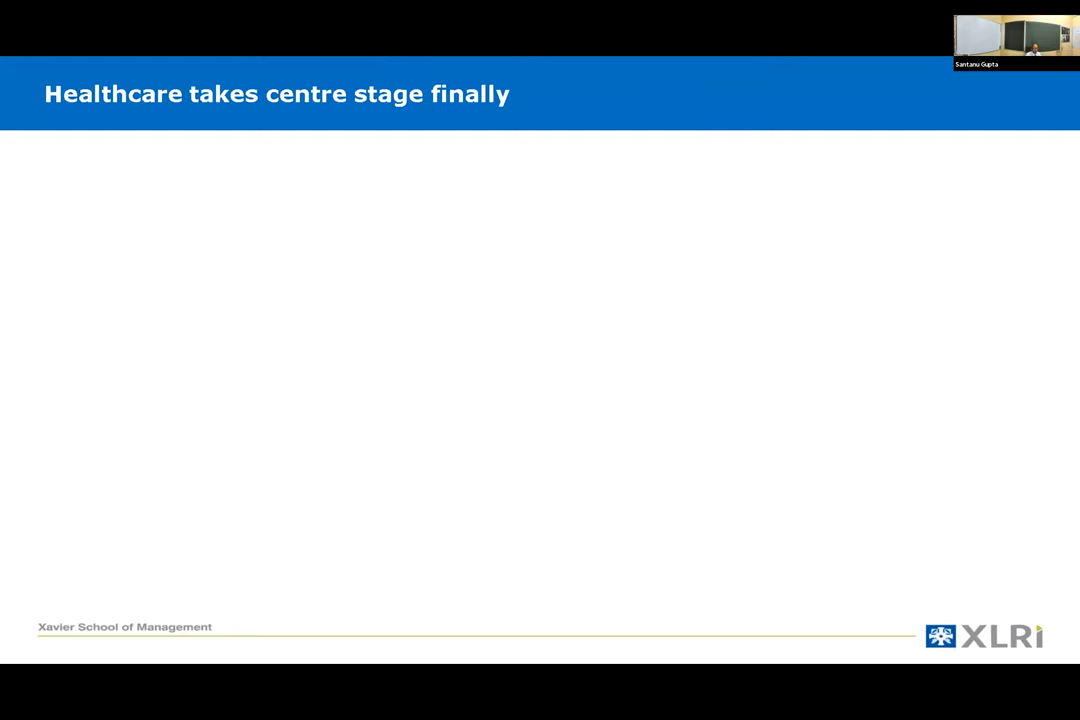 Santanu Gupta
Healthcare takes centre stage finally
Xavier School of Management
XLRi